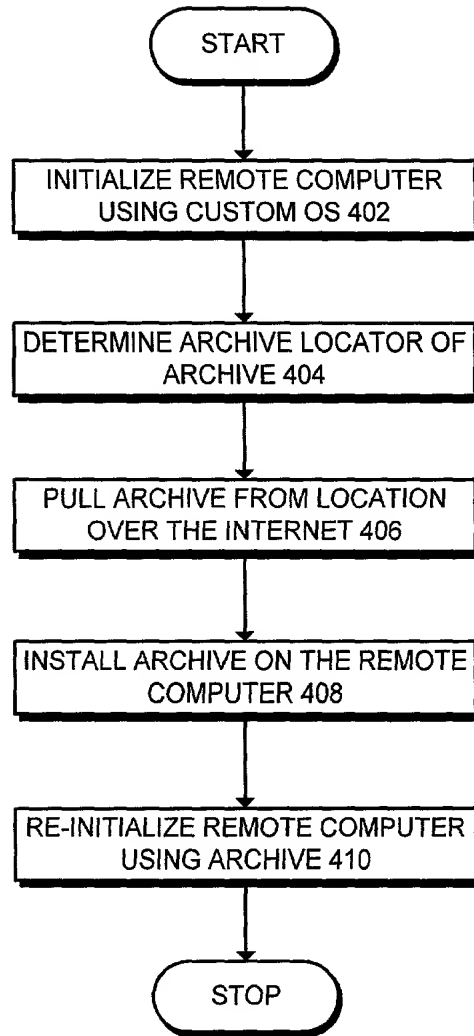 START
INITIALIZE REMOTE COMPUTER
USING CUSTOM OS 402
DETERMINE ARCHIVE LOCATOR OF
ARCHIVE 404
PULL ARCHIVE FROM LOCATION
OVER THE INTERNET 406
INSTALL ARCHIVE ON THE REMOTE
COMPUTER 408
RE-INITIALIZE REMOTE COMPUTER
USING ARCHIVE 410
STOP